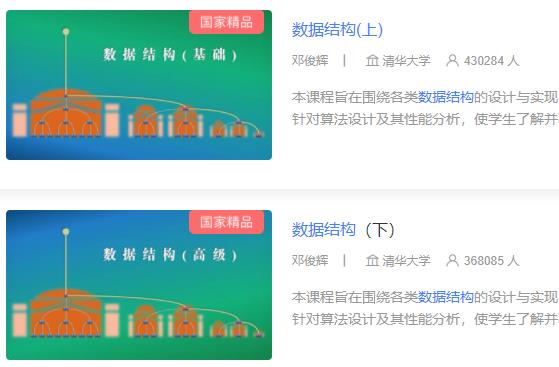 国家精品
数据结构(基础)
数据结构(上)
邓俊辉 | 清华大学 430284 人
本课程旨在围绕各类数据结构的设计与实现
针对算法设计及其性能分析，使学生了解并
国家精品
数据结构(高级)
数据结构（下）
邓俊辉 | 清华大学 368085 人
本课程旨在围绕各类数据结构的设计与实现
针对算法设计及其性能分析，使学生了解并